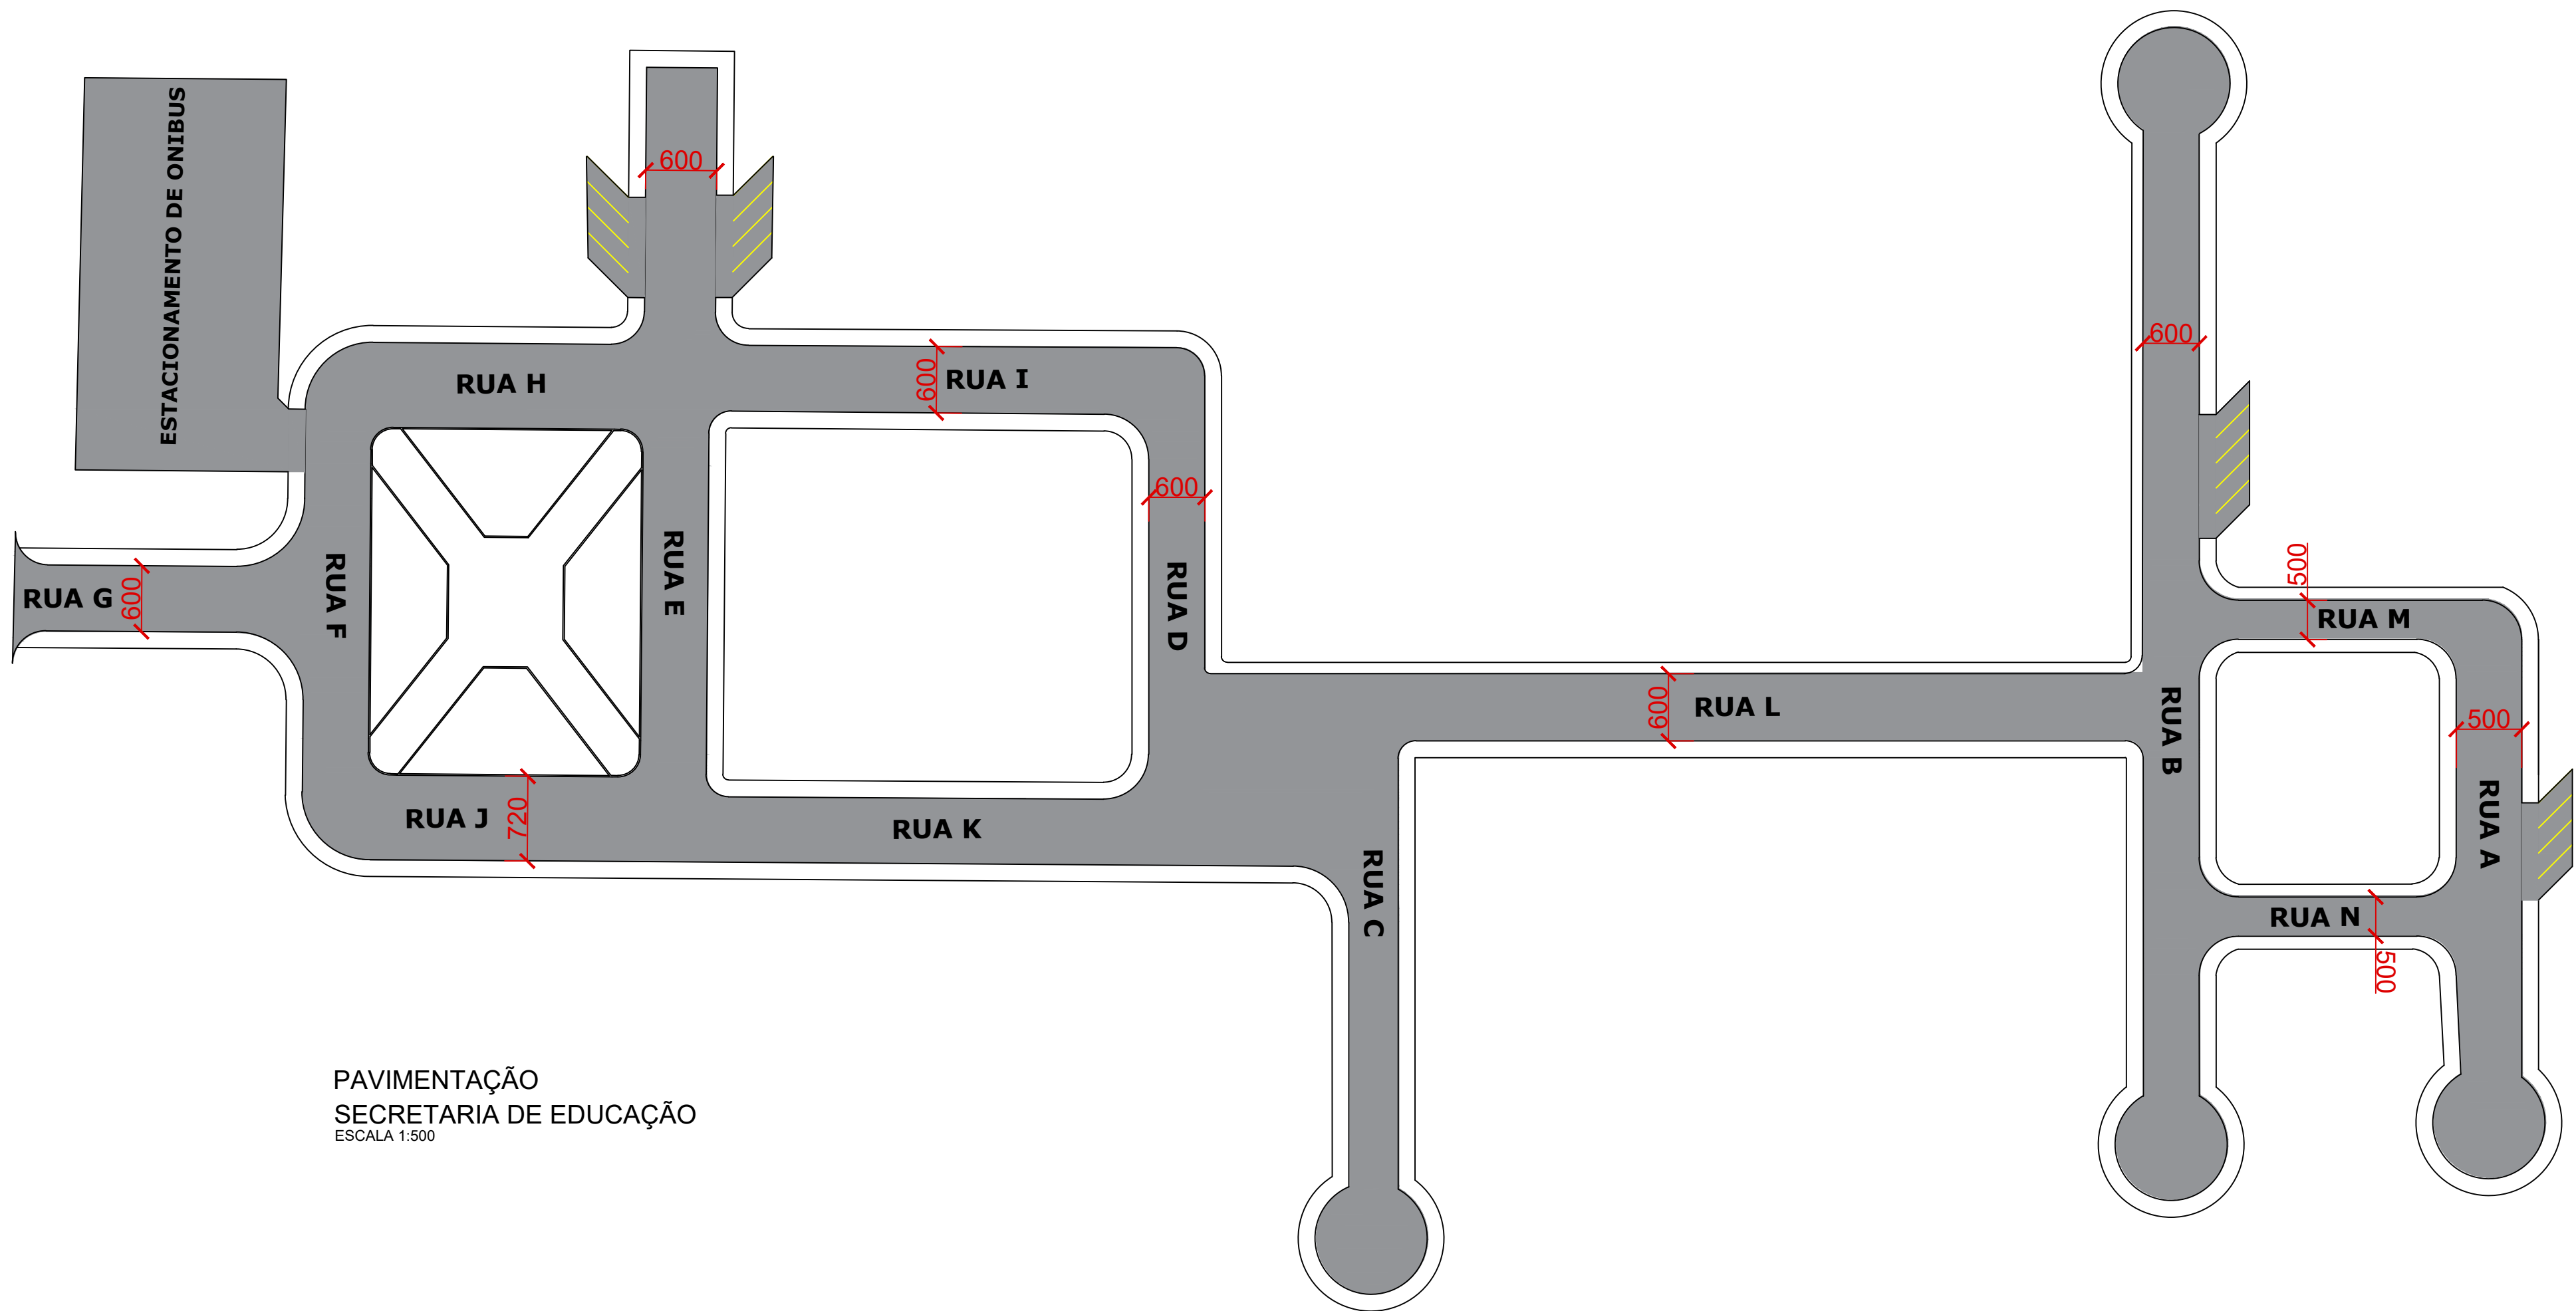 ESTACIONAMENTO DE ONIBUS
600
600
RUA H
600
RUA I
600
RUA E
RUA F
RUA G
600
RUA D
500
RUA M
600
RUA L
RUA B
500
RUA A
RUA J
720
RUA K
RUA C
RUA N
500
PAVIMENTAÇÃO
SECRETARIA DE EDUCAÇÃO
ESCALA 1:500